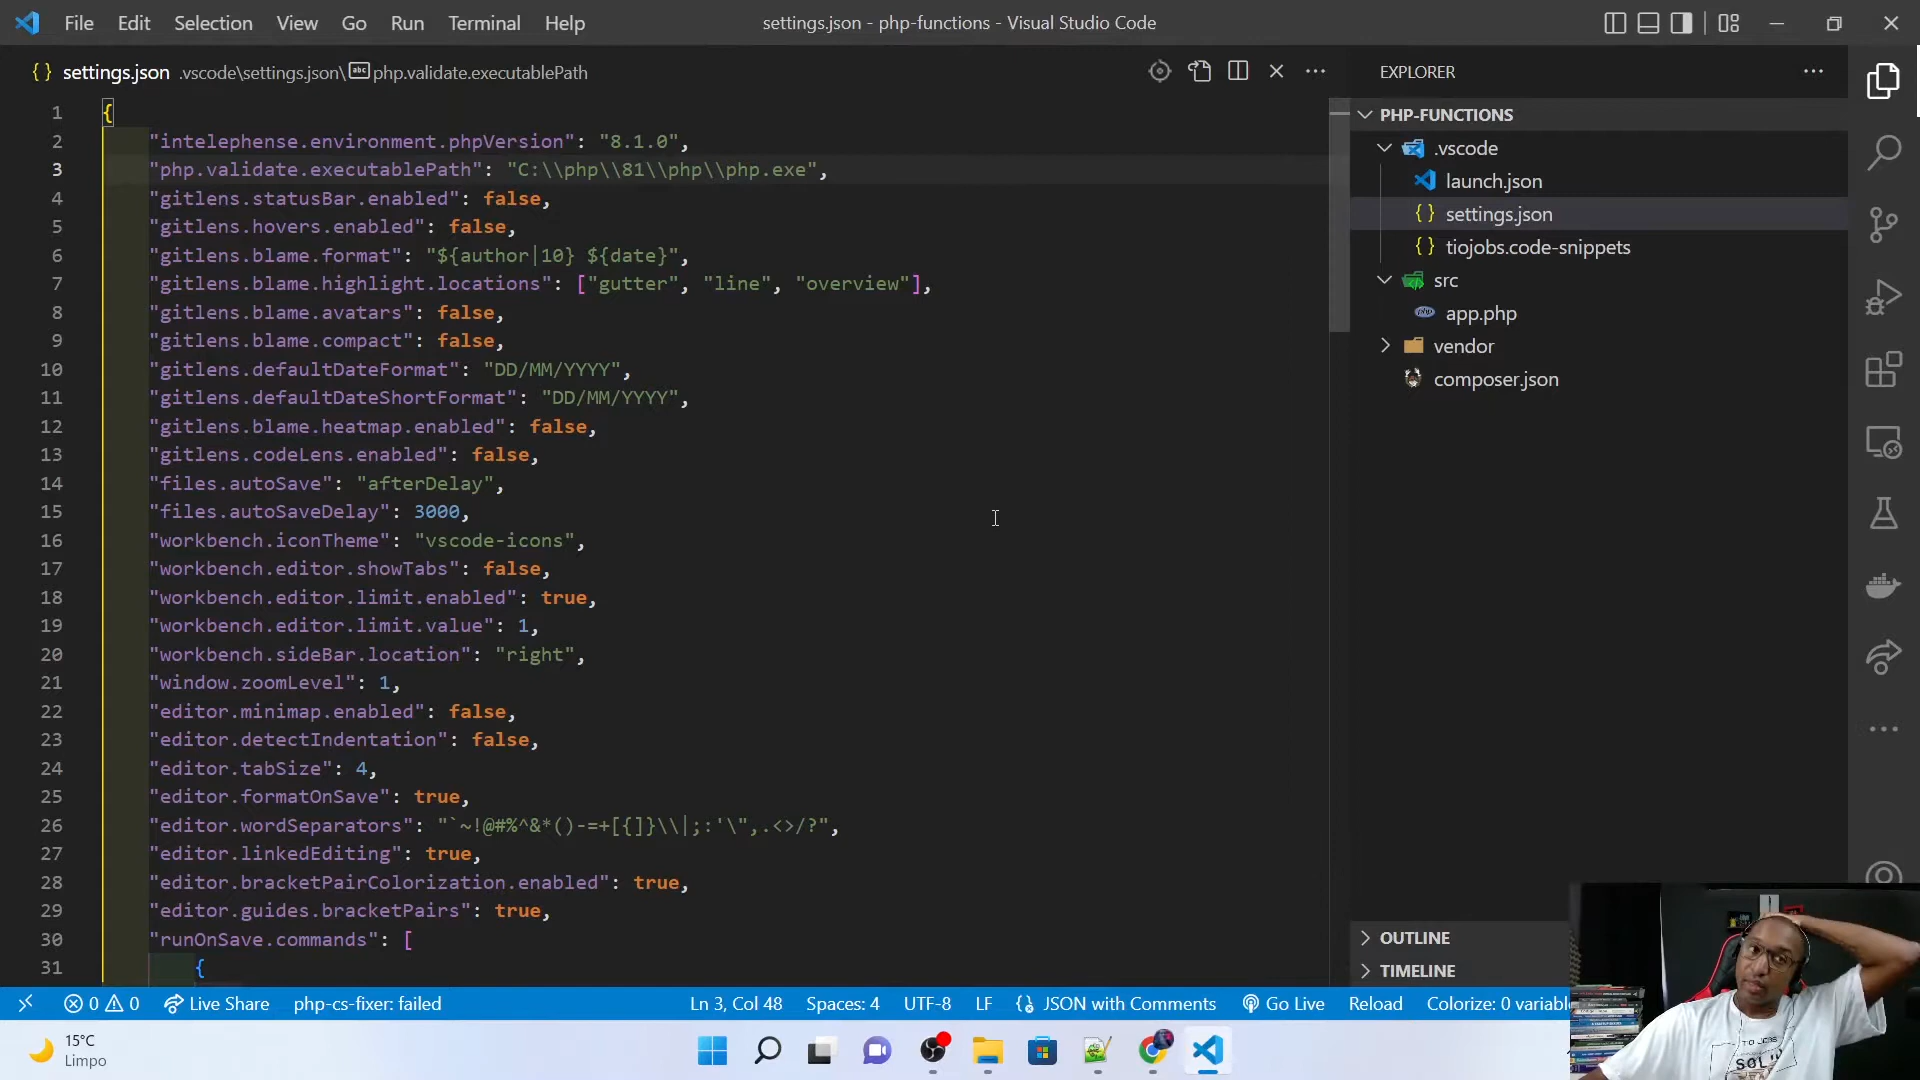 File Edit Selection View Go Run Terminal Help
settings.json - php-functions - Visual Studio Code
settings.json .vscode\settings.json\ php.validate.executablePath
1 {
2 "intelephense.environment.phpVersion": "8.1.0",
3 "php.validate.executablePath": "C:\\php\\81\\php\\php.exe",
4 "gitlens.statusBar.enabled": false,
5 "gitlens.hovers.enabled": false,
6 "gitlens.blame.format": "${author|10} ${date}",
7 "gitlens.blame.highlight.locations": ["gutter", "line", "overview"],
8 "gitlens.blame.avatars": false,
9 "gitlens.blame.compact": false,
10 "gitlens.defaultDateFormat": "DD/MM/YYYY",
11 "gitlens.defaultDateShortFormat": "DD/MM/YYYY",
12 "gitlens.blame.heatmap.enabled": false,
13 "gitlens.codeLens.enabled": false,
14 "files.autoSave": "afterDelay",
15 "files.autoSaveDelay": 3000,
16 "workbench.iconTheme": "vscode-icons",
17 "workbench.editor.showTabs": false,
18 "workbench.editor.limit.enabled": true,
19 "workbench.editor.limit.value": 1,
20 "workbench.sideBar.location": "right",
21 "window.zoomLevel": 1,
22 "editor.minimap.enabled": false,
23 "editor.detectIndentation": false,
24 "editor.tabSize": 4,
25 "editor.formatOnSave": true,
26 "editor.wordSeparators": "`~!@#%^&*()-=+[{]}\\|;:'\",.<>/?",
27 "editor.linkedEditing": true,
28 "editor.bracketPairColorization.enabled": true,
29 "editor.guides.bracketPairs": true,
30 "runOnSave.commands": [
31 {
EXPLORER
PHP-FUNCTIONS
.vscode
launch.json
settings.json
tiojobs.code-snippets
src
app.php
vendor
composer.json
OUTLINE
TIMELINE
0 0 Live Share php-cs-fixer: failed
Ln 3, Col 48 Spaces: 4 UTF-8 LF JSON with Comments Go Live Reload Colorize: 0 variabl
15°C
Limpo
TO JOBS
SOLID